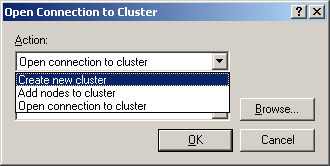 Open Connection to Cluster
Action:
Open connection to cluster
Create new cluster
Add nodes to cluster
Open connection to cluster
Browse...
OK
Cancel